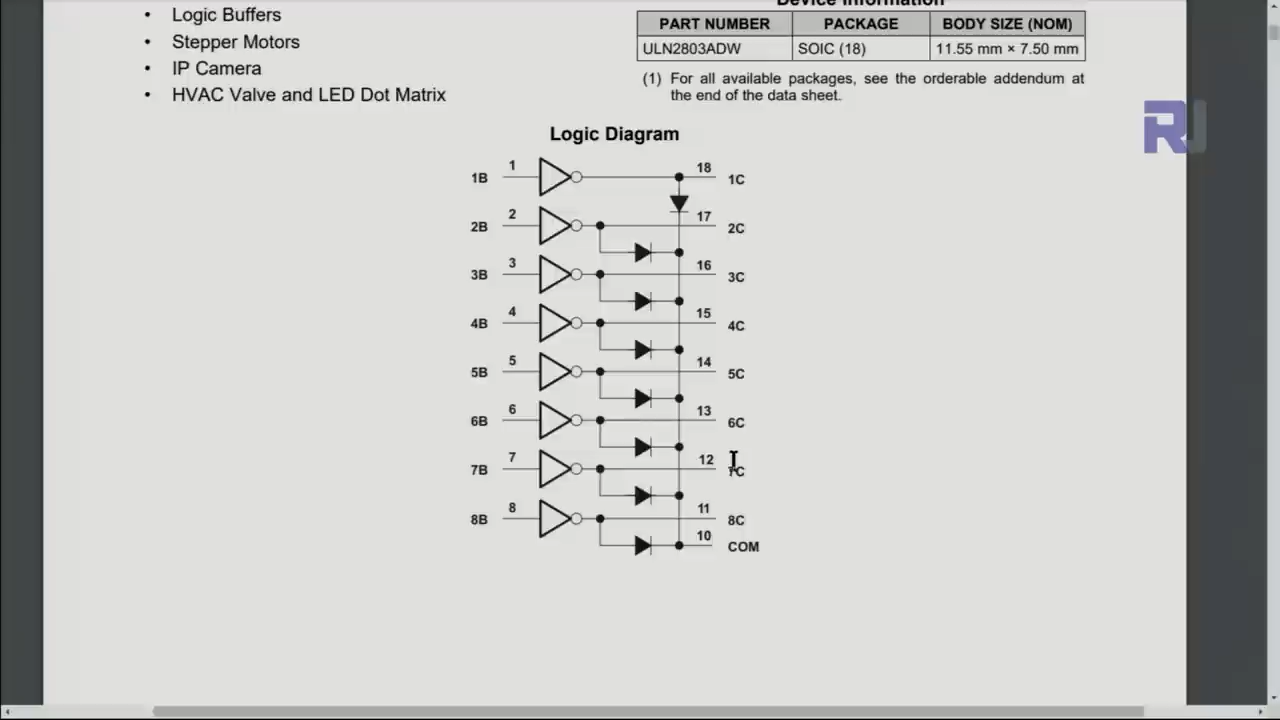 • Logic Buffers
• Stepper Motors
• IP Camera
• HVAC Valve and LED Dot Matrix
Device Information
PART NUMBER PACKAGE BODY SIZE (NOM)
ULN2803ADW SOIC (18) 11.55 mm × 7.50 mm
(1) For all available packages, see the orderable addendum at
the end of the data sheet.
RJ
Logic Diagram
1B 1 18 1C
2B 2 17 2C
3B 3 16 3C
4B 4 15 4C
5B 5 14 5C
6B 6 13 6C
7B 7 12 7C
8B 8 11 8C
10 COM